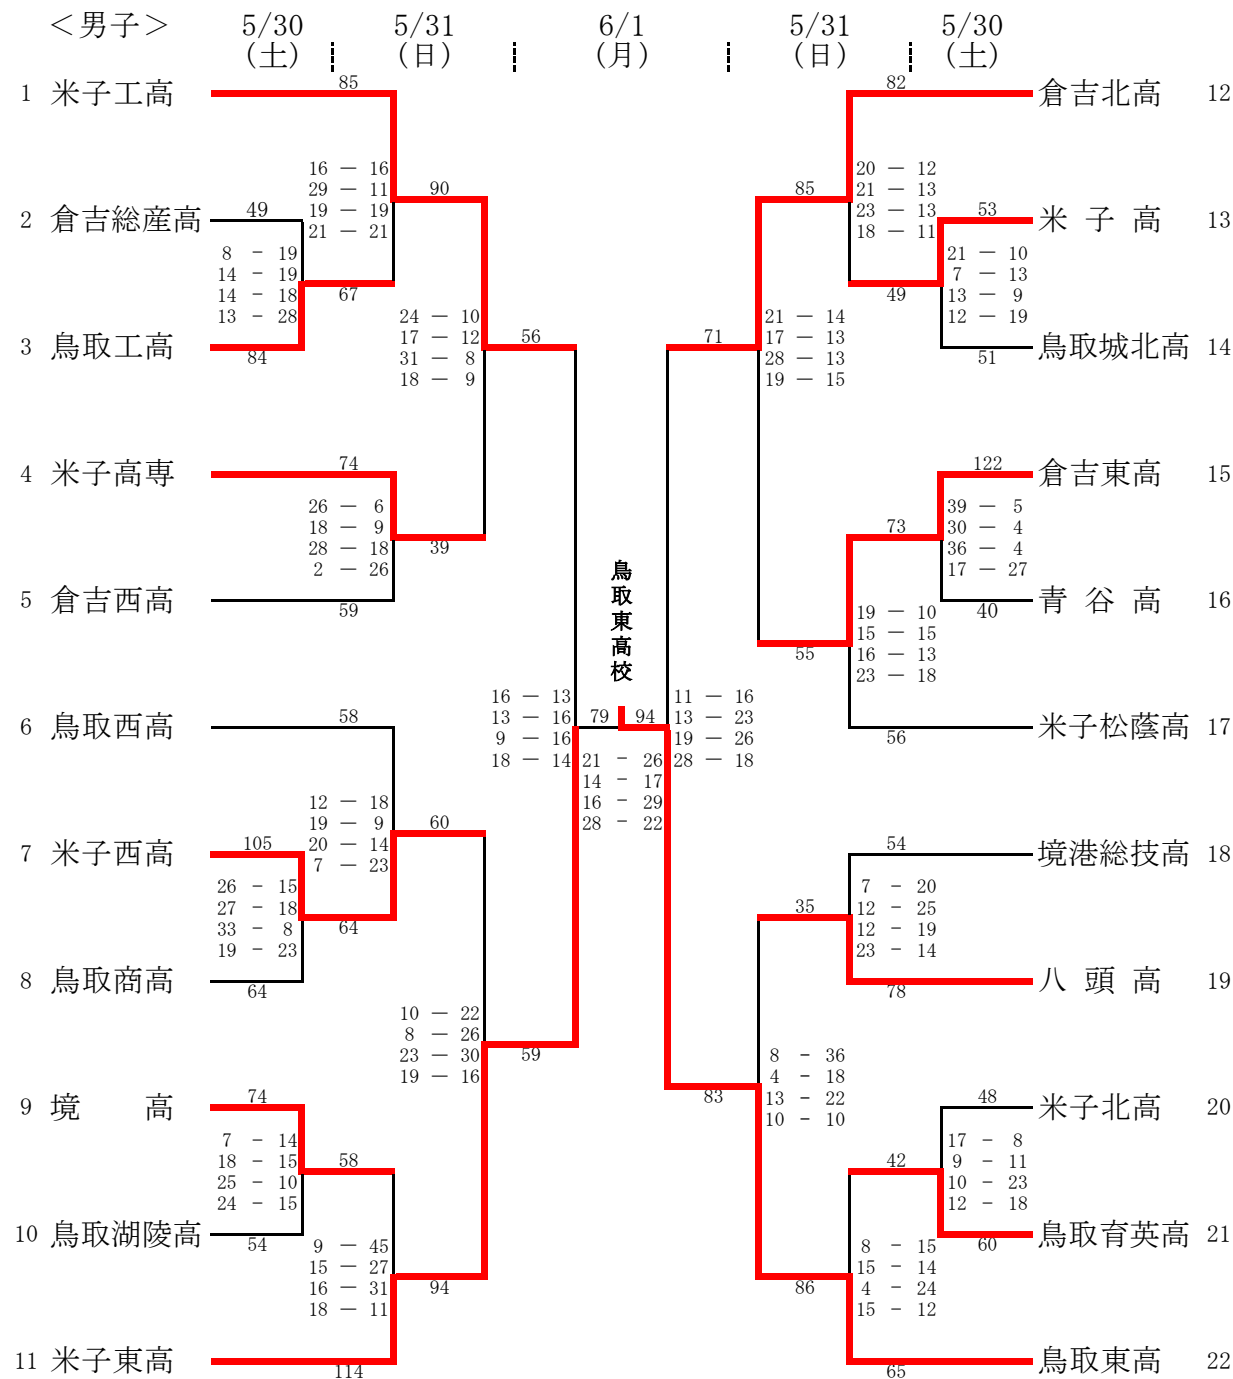 ＜男子＞ 5/30 5/31 6/1 5/31 5/30
（土） （日） （月） （日） （土）
1 米子工高 85
16 － 16
29 － 11
19 － 19
21 － 21
90
2 倉吉総産高 49
8 - 19
14 - 19
14 - 18
13 - 28
67
3 鳥取工高 84
24 － 10
17 － 12
31 － 8
18 － 9
56
4 米子高専 74
26 － 6
18 － 9
28 － 18
2 － 26
39
5 倉吉西高 59
6 鳥取西高 58
12 － 18
19 － 9
20 － 14
7 － 23
60
7 米子西高 105
26 - 15
27 - 18
33 - 8
19 - 23
64
8 鳥取商高 64
10 － 22
8 － 26
23 － 30
19 － 16
59
9 境　高 74
7 - 14
18 - 15
25 - 10
24 - 15
58
10 鳥取湖陵高 54
9 － 45
15 － 27
16 － 31
18 － 11
94
11 米子東高 114
16 － 13
13 － 16
9 － 16
18 － 14
鳥取東高校
79 94
21 - 26
14 - 17
16 - 29
28 - 22
11 － 16
13 － 23
19 － 26
28 － 18
82 倉吉北高 12
20 － 12
21 － 13
23 － 13
18 － 11
85
53 米子高 13
21 － 10
7 － 13
13 － 9
12 － 19
49
51 鳥取城北高 14
71
21 － 14
17 － 13
28 － 13
19 － 15
122 倉吉東高 15
39 － 5
30 － 4
36 － 4
17 － 27
73
40 青谷高 16
19 － 10
15 － 15
16 － 13
23 － 18
55
56 米子松蔭高 17
54 境港総技高 18
7 - 20
12 - 25
12 - 19
23 - 14
35
78 八頭高 19
8 - 36
4 - 18
13 - 22
10 - 10
83
48 米子北高 20
17 - 8
9 - 11
10 - 23
12 - 18
42
60 鳥取育英高 21
8 - 15
15 - 14
4 - 24
15 - 12
86
65 鳥取東高 22